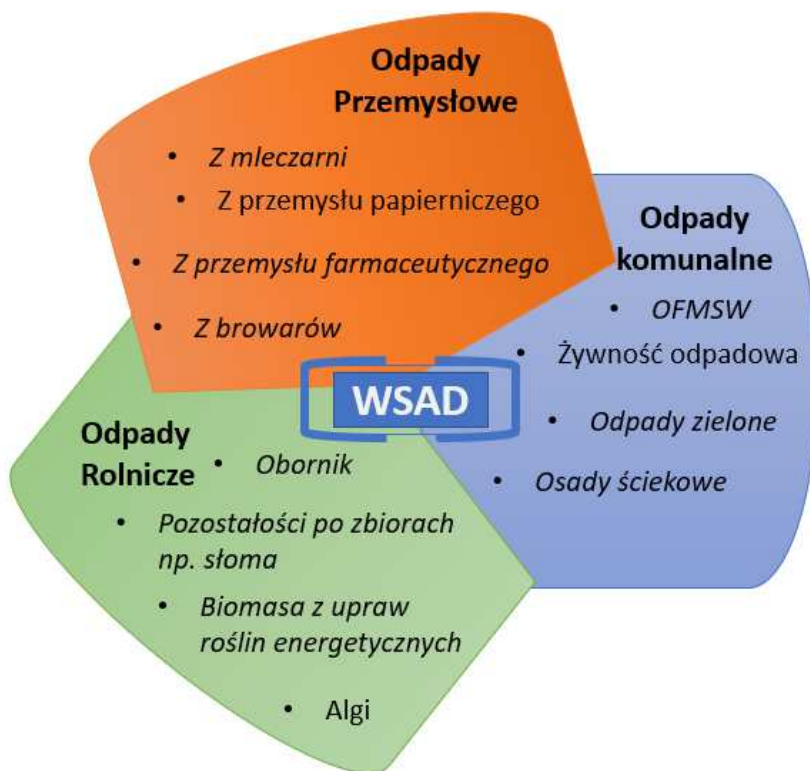 Odpady
Przemysłowe
• Z mleczarni
• Z przemysłu papierniczego
• Z przemysłu farmaceutycznego
• Z browarów
Odpady
komunalne
• OFMSW
• Żywność odpadowa
• Odpady zielone
• Osady ściekowe
WSAD
Odpady
Rolnicze
• Obornik
• Pozostałości po zbiorach
np. słoma
• Biomasa z upraw
roślin energetycznych
• Algi